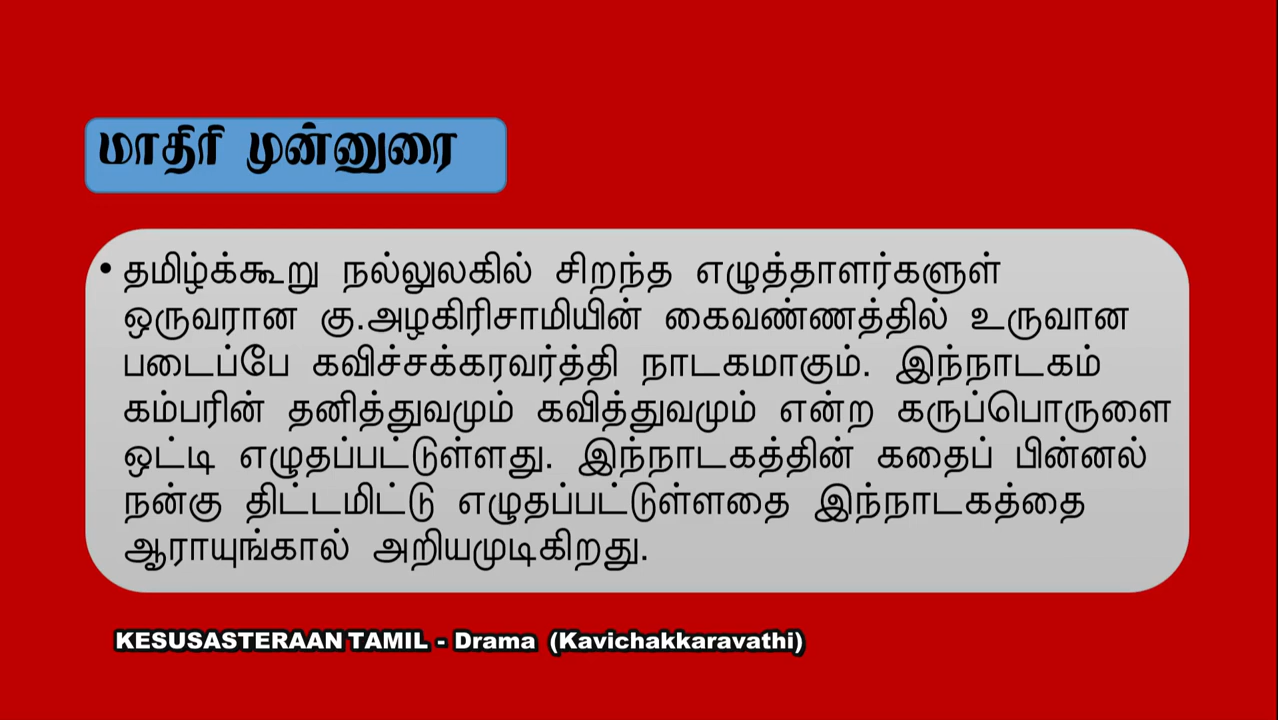 மாதிரி முன்னுரை
• தமிழ்க்கூறு நல்லுலகில் சிறந்த எழுத்தாளர்களுள்
ஒருவரான கு.அழகிரிசாமியின் கைவண்ணத்தில் உருவான
படைப்பே கவிச்சக்கரவர்த்தி நாடகமாகும். இந்நாடகம்
கம்பரின் தனித்துவமும் கவித்துவமும் என்ற கருப்பொருளை
ஒட்டி எழுதப்பட்டுள்ளது. இந்நாடகத்தின் கதைப் பின்னல்
நன்கு திட்டமிட்டு எழுதப்பட்டுள்ளதை இந்நாடகத்தை
ஆராயுங்கால் அறியமுடிகிறது.
KESUSASTERAAN TAMIL - Drama (Kavichakkaravathi)